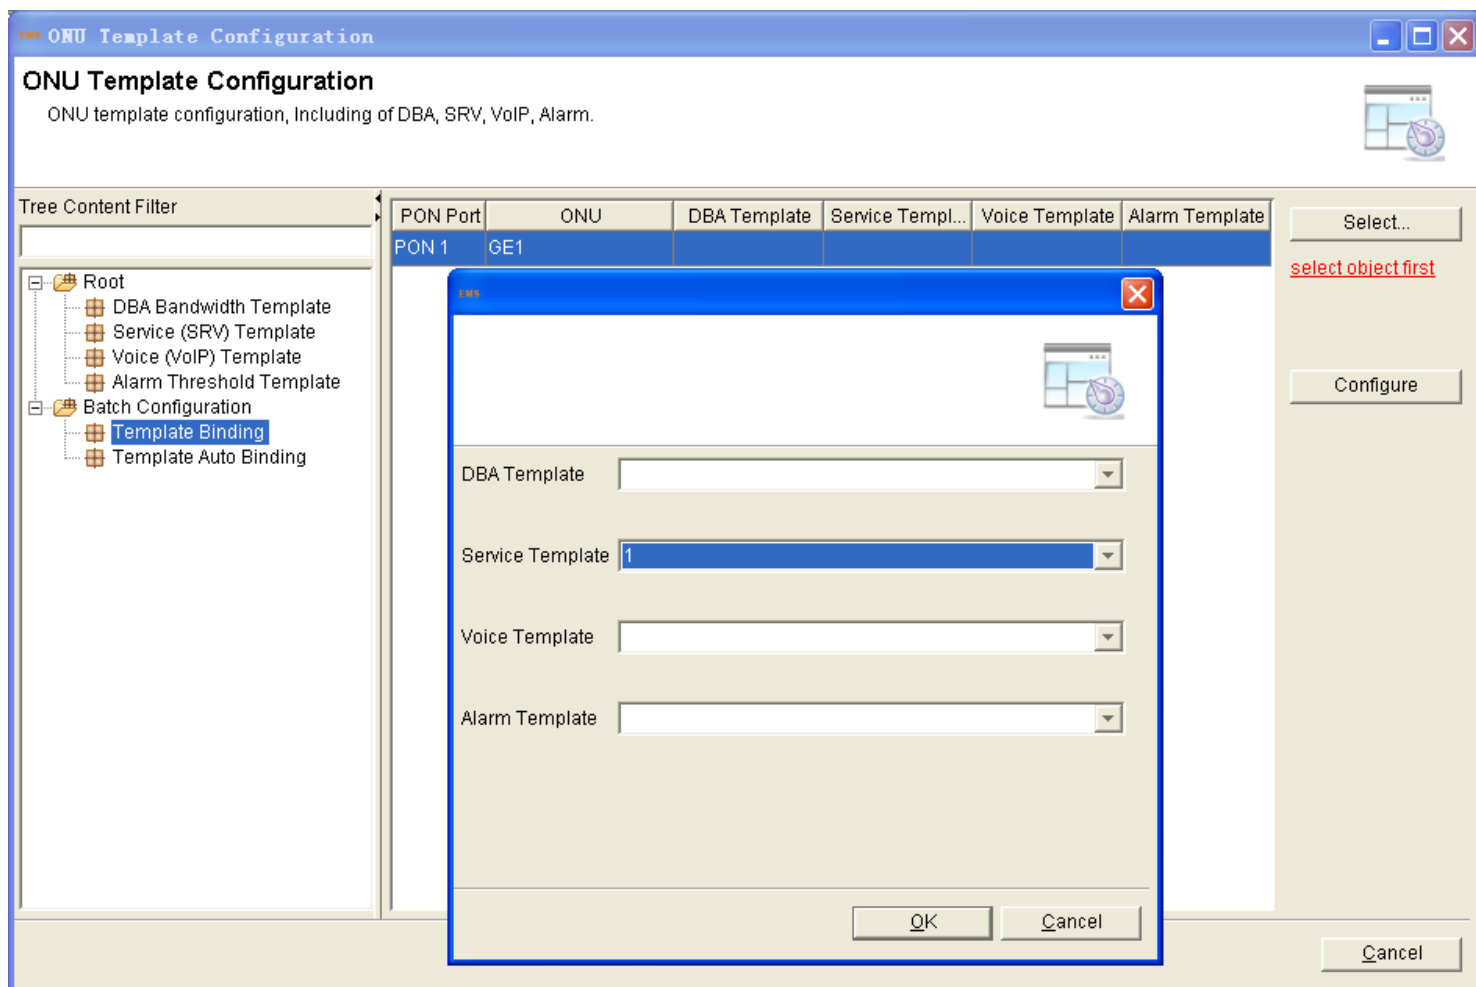 EMS ONU Template Configuration
ONU Template Configuration
ONU template configuration, Including of DBA, SRV, VoIP, Alarm.
Tree Content Filter
Root
DBA Bandwidth Template
Service (SRV) Template
Voice (VoIP) Template
Alarm Threshold Template
Batch Configuration
Template Binding
Template Auto Binding
PON Port ONU DBA Template Service Templ... Voice Template Alarm Template
PON 1 GE1
Select...
select object first
Configure
EMS
DBA Template
Service Template 1
Voice Template
Alarm Template
OK Cancel
Cancel